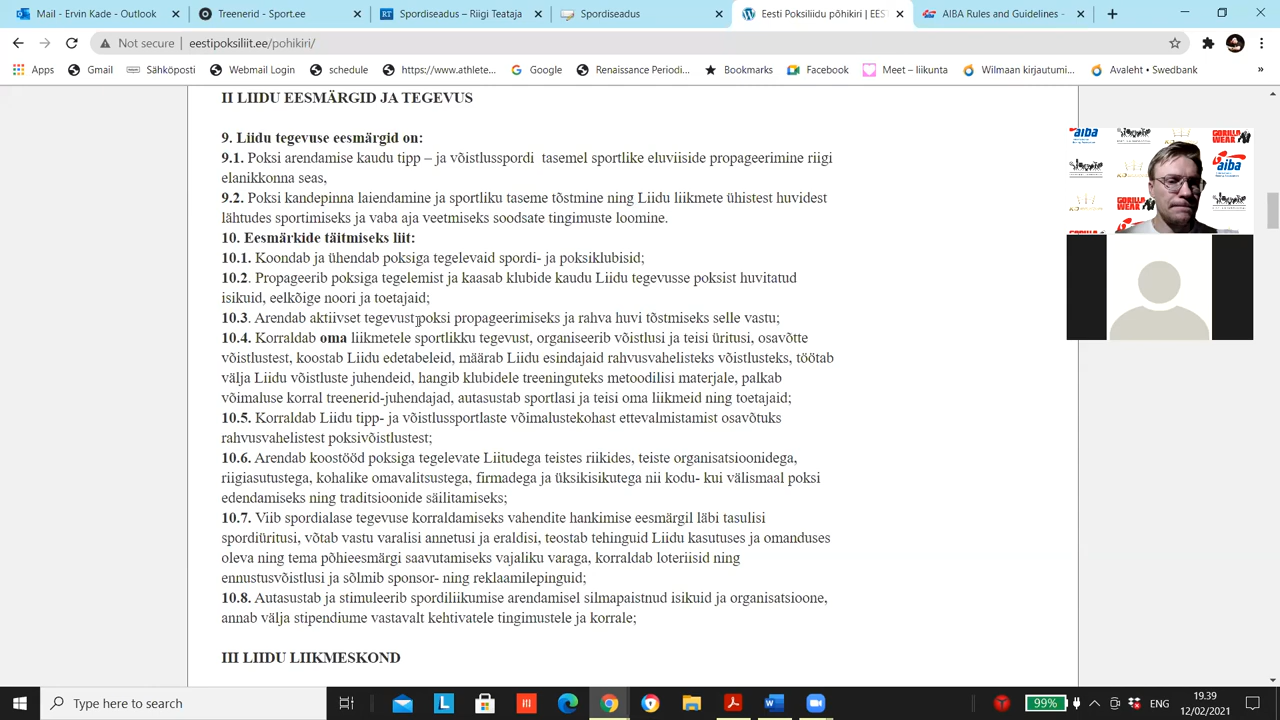 Mail - Ervin Kade - Outlook
Eesti Raamatukogu
Spordiseadus – Riigi Teataja
Spordiseadus
Eesti Poksiliidu põhikiri | EES
AIBA Rules and Guidelines -
Not secure | eestipoksiliit.ee/pohikiri/
Apps Gmail Sähköposti Webmail Login schedule https://www.athlete... Google Renaissance Periodi... Bookmarks Facebook Meet – liikunta Wilmaan kirjautumi... Avaleht • Swedbank »
II LIIDU EESMÄRGID JA TEGEVUS
9. Liidu tegevuse eesmärgid on:
9.1. Poksi arendamise kaudu tipp – ja võistlusspordi tasemel sportlike eluviiside propageerimine riigi
elanikkonna seas,
9.2. Poksi kandepinna laiendamine ja sportliku taseme tõstmine ning Liidu liikmete ühistest huvidest
lähtudes sportimiseks ja vaba aja veetmiseks soodsate tingimuste loomine.
10. Eesmärkide täitmiseks liit:
10.1. Koondab ja ühendab poksiga tegelevaid spordi- ja poksiklubisid;
10.2. Propageerib poksiga tegelemist ja kaasab klubide kaudu Liidu tegevusse poksist huvitatud
isikuid, eelkõige noori ja toetajaid;
10.3. Arendab aktiivset tegevust poksi propageerimiseks ja rahva huvi tõstmiseks selle vastu;
10.4. Korraldab oma liikmetele sportlikku tegevust, organiseerib võistlusi ja teisi üritusi, osavõtte
võistlustest, koostab Liidu edetabeleid, määrab Liidu esindajaid rahvusvahelisteks võistlusteks, töötab
välja Liidu võistluste juhendeid, hangib klubidele treeninguteks metoodilisi materjale, palkab
võimaluse korral treenerid-juhendajad, autasustab sportlasi ja teisi oma liikmeid ning toetajaid;
10.5. Korraldab Liidu tipp- ja võistlussportlaste võimalustekohast ettevalmistamist osavõtuks
rahvusvahelistest poksivõistlustest;
10.6. Arendab koostööd poksiga tegelevate Liitudega teistes riikides, teiste organisatsioonidega,
riigiasutustega, kohalike omavalitsustega, firmadega ja üksikisikutega nii kodu- kui välismaal poksi
edendamiseks ning traditsioonide säilitamiseks;
10.7. Viib spordialase tegevuse korraldamiseks vahendite hankimise eesmärgil läbi tasulisi
spordiüritusi, võtab vastu varalisi annetusi ja eraldisi, teostab tehinguid Liidu kasutuses ja omanduses
oleva ning tema põhieesmärgi saavutamiseks vajaliku varaga, korraldab loteriisid ning
ennustusvõistlusi ja sõlmib sponsor- ning reklaamilepinguid;
10.8. Autasustab ja stimuleerib spordiliikumise arendamisel silmapaistnud isikuid ja organisatsioone,
annab välja stipendiume vastavalt kehtivatele tingimustele ja korrale;
III LIIDU LIIKMESKOND
aiba
GORILLA WEAR
aiba
GORILLA WEAR
Type here to search
99%
ENG
19.39
12/02/2021